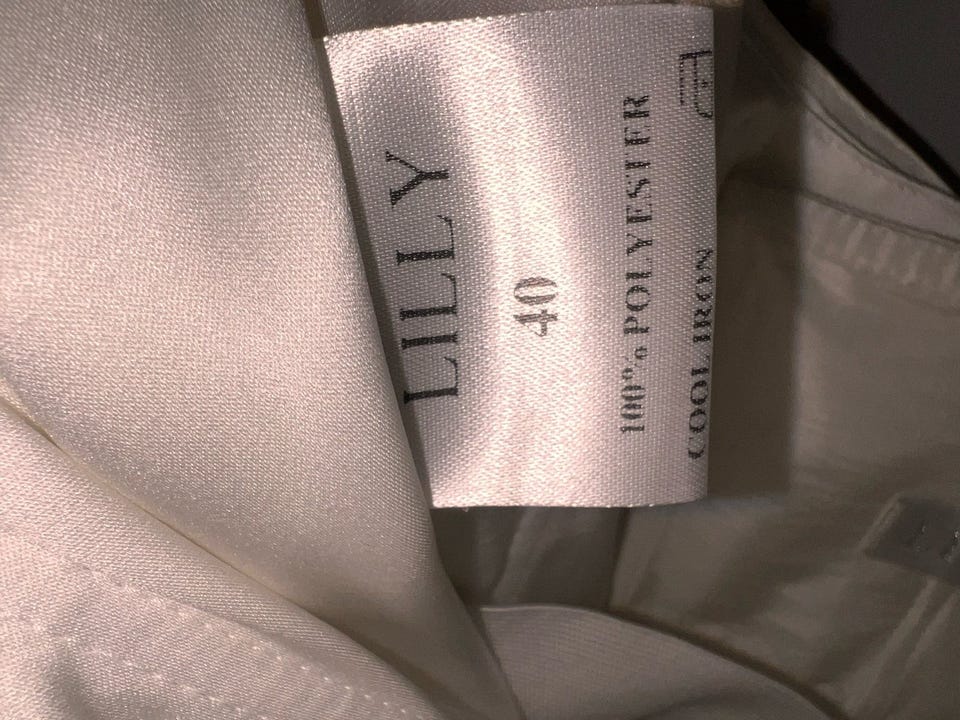 LILLY
40
100% POLYESTER
COOL IRON